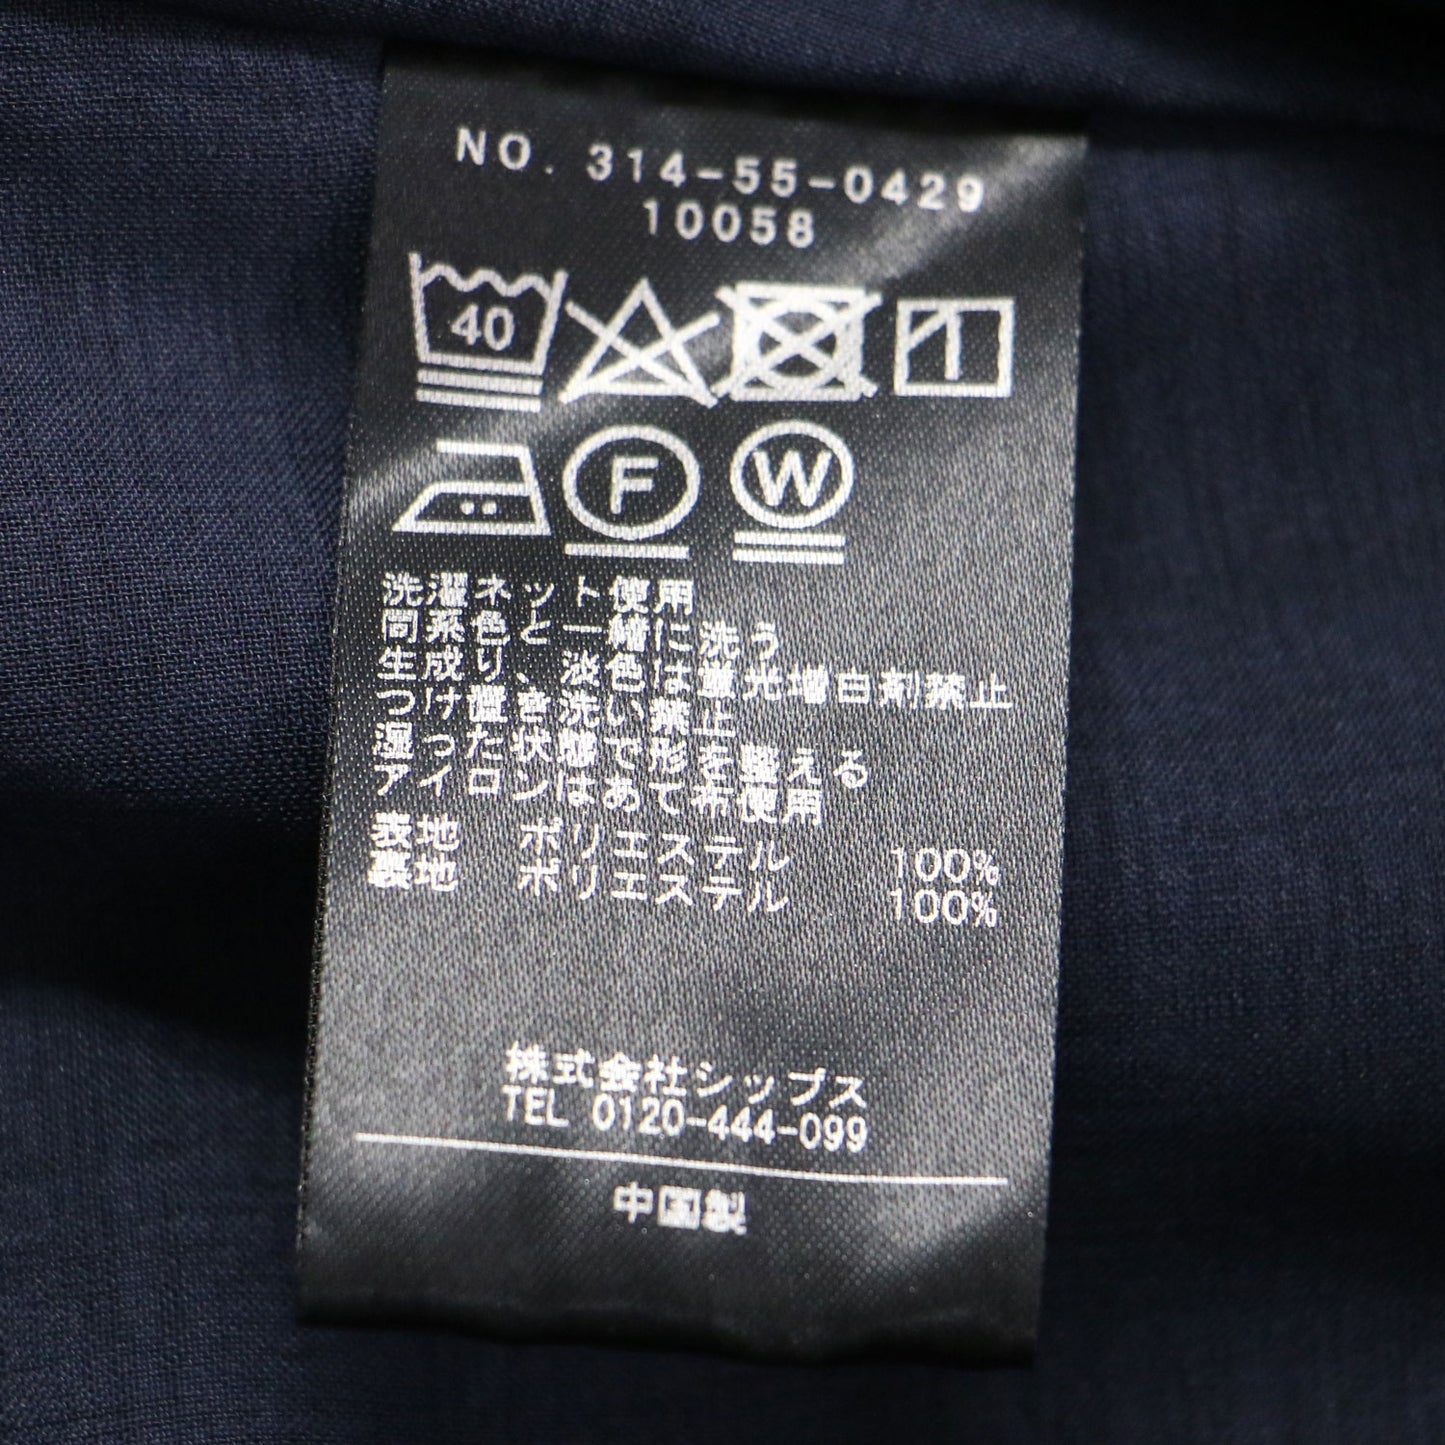 NO. 314-55-0429
10058
40
F W
洗濯ネット使用
同系色と一緒に洗う
生成り、淡色は蛍光増白剤禁止
つけ置き洗い禁止
湿った状態で形を整える
アイロンはあて布使用
表地 ポリエステル 100%
裏地 ポリエステル 100%
株式会社シップス
TEL 0120-444-099
中国製